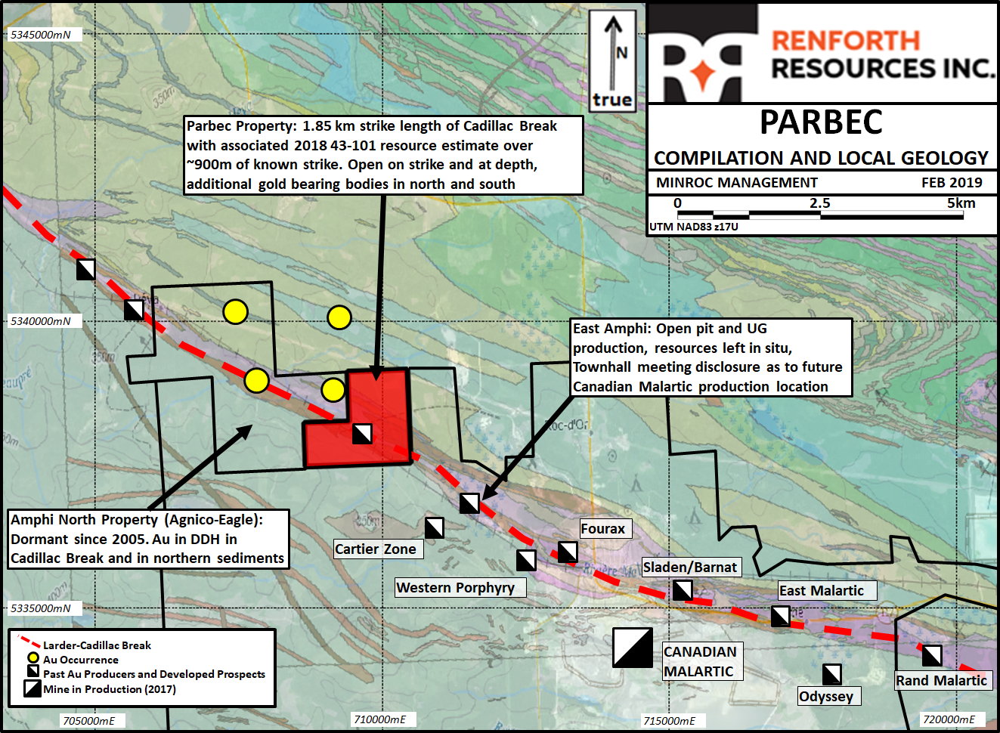 5345000mN
N
true
RENFORTH
RESOURCES INC.
PARBEC
COMPILATION AND LOCAL GEOLOGY
MINROC MANAGEMENT FEB 2019
0 2.5 5km
UTM NAD83 z17U
350m
Parbec Property: 1.85 km strike length of Cadillac Break
with associated 2018 43-101 resource estimate over
~900m of known strike. Open on strike and at depth,
additional gold bearing bodies in north and south
5340000mN
East Amphi: Open pit and UG
production, resources left in situ,
Townhall meeting disclosure as to future
Canadian Malartic production location
Roc-d'Or
Amphi North Property (Agnico-Eagle):
Dormant since 2005. Au in DDH in
Cadillac Break and in northern sediments
350m
Cartier Zone
Fourax
Western Porphyry
Rivière
Sladen/Barnat
East Malartic
5335000mN
Larder-Cadillac Break
Au Occurrence
Past Au Producers and Developed Prospects
Mine in Production (2017)
CANADIAN
MALARTIC
Odyssey
Rand Malartic
705000mE
710000mE
715000mE
720000mE